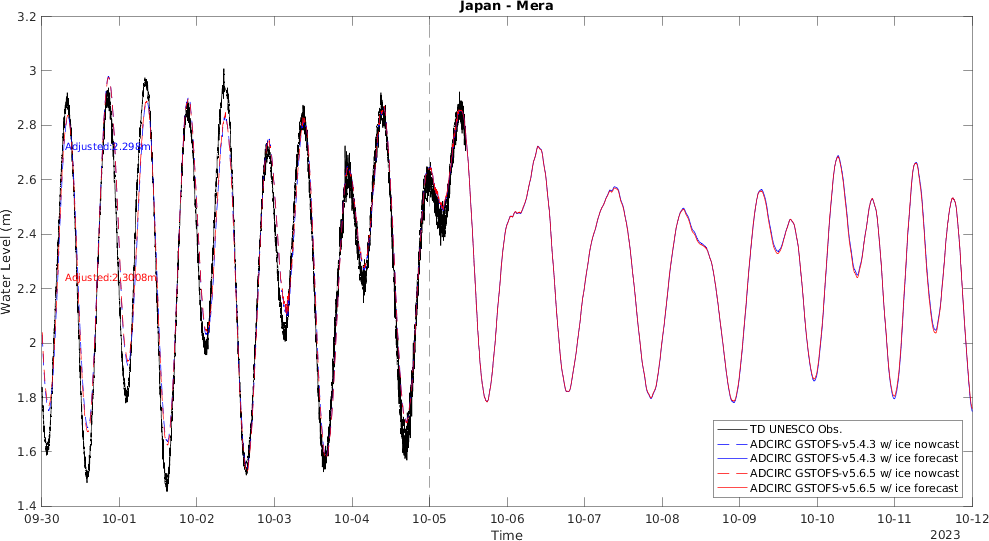 Japan - Mera
3.2
3
2.8
2.6
2.4
2.2
2
1.8
1.6
1.4
Water Level (m)
Adjusted:2.298m
Adjusted:2.3008m
TD UNESCO Obs.
ADCIRC GSTOFS-v5.4.3 w/ ice nowcast
ADCIRC GSTOFS-v5.4.3 w/ ice forecast
ADCIRC GSTOFS-v5.6.5 w/ ice nowcast
ADCIRC GSTOFS-v5.6.5 w/ ice forecast
09-30 10-01 10-02 10-03 10-04 10-05 10-06 10-07 10-08 10-09 10-10 10-11 10-12
Time
2023